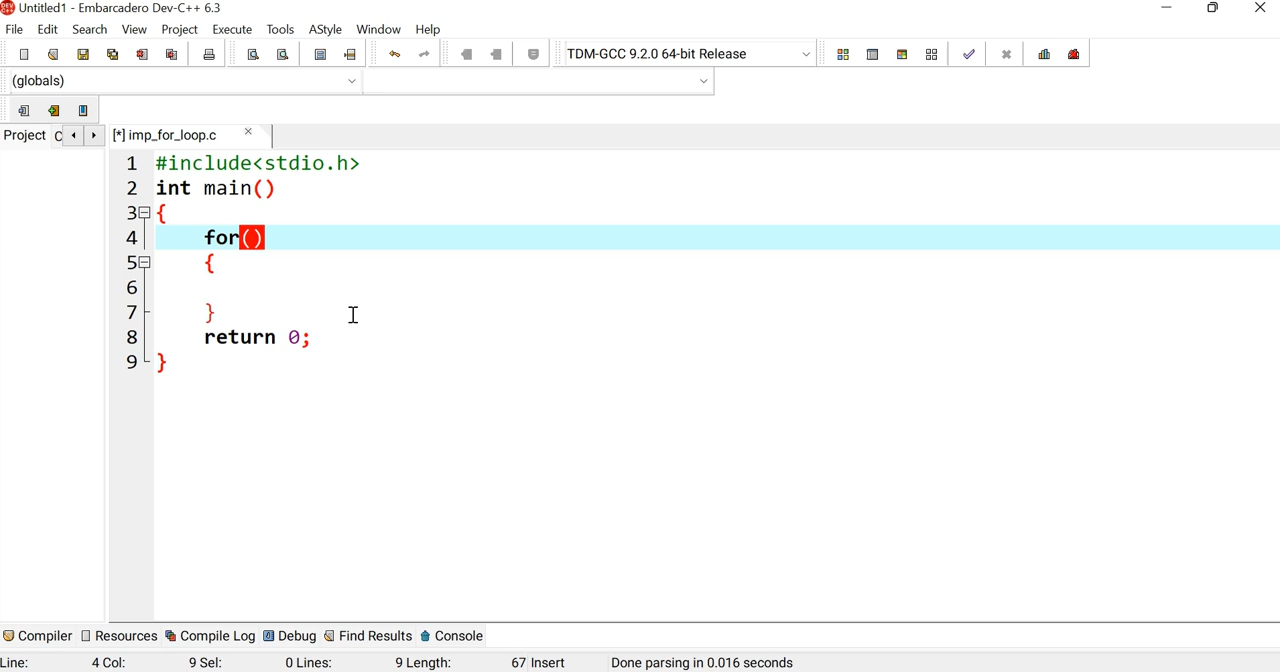 Untitled1 - Embarcadero Dev-C++ 6.3
File Edit Search View Project Execute Tools AStyle Window Help
TDM-GCC 9.2.0 64-bit Release
(globals)
Project C [*] imp_for_loop.c
1 #include<stdio.h>
2 int main()
3 {
4 for()
5 {
6
7 }
8 return 0;
9 }
Compiler Resources Compile Log Debug Find Results Console
Line: 4 Col: 9 Sel: 0 Lines: 9 Length: 67 Insert Done parsing in 0.016 seconds